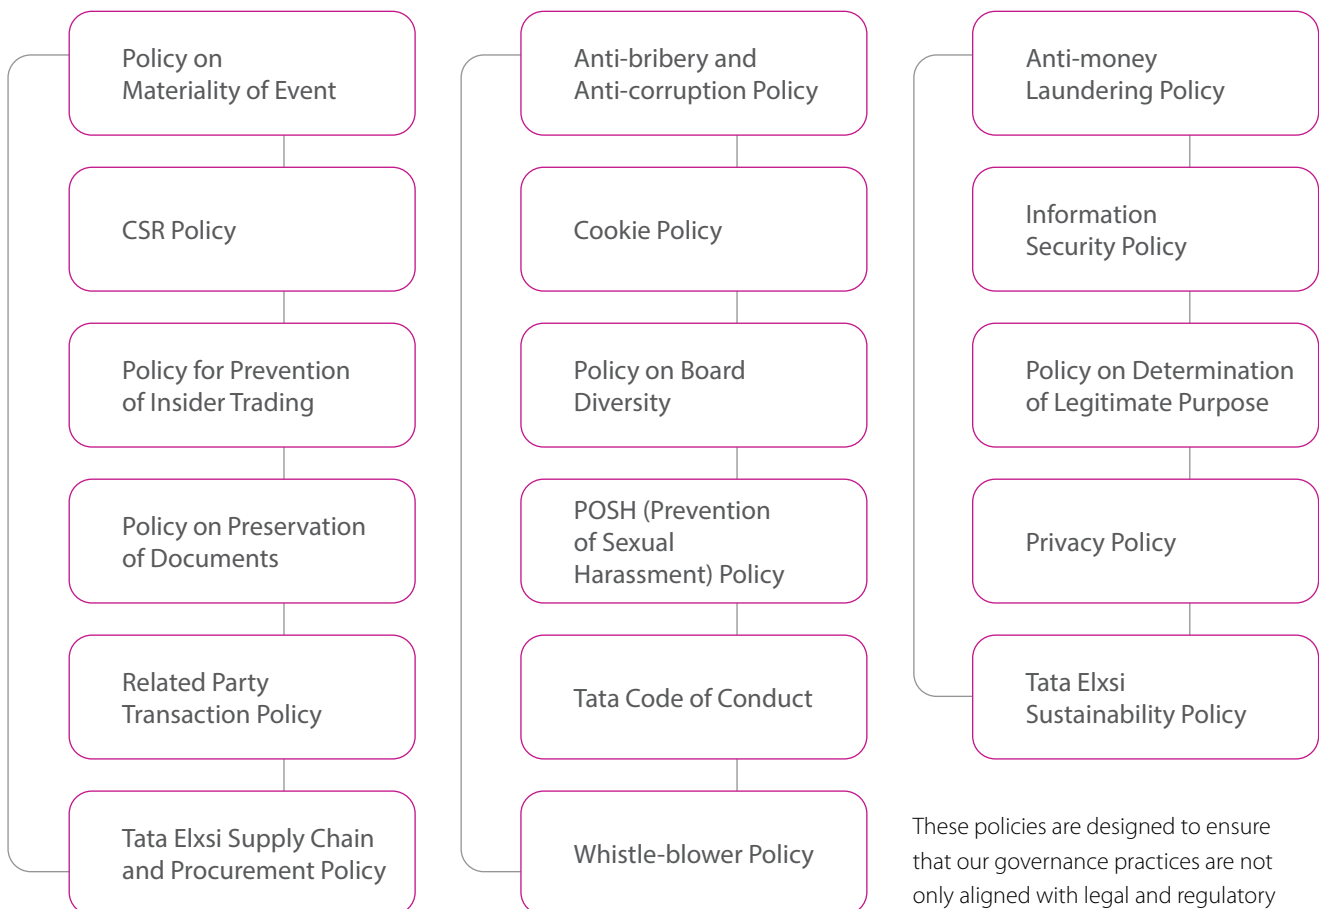 Policy on
Materiality of Event
CSR Policy
Policy for Prevention
of Insider Trading
Policy on Preservation
of Documents
Related Party
Transaction Policy
Tata Elxsi Supply Chain
and Procurement Policy
Anti-bribery and
Anti-corruption Policy
Cookie Policy
Policy on Board
Diversity
POSH (Prevention
of Sexual
Harassment) Policy
Tata Code of Conduct
Whistle-blower Policy
Anti-money
Laundering Policy
Information
Security Policy
Policy on Determination
of Legitimate Purpose
Privacy Policy
Tata Elxsi
Sustainability Policy
These policies are designed to ensure
that our governance practices are not
only aligned with legal and regulatory